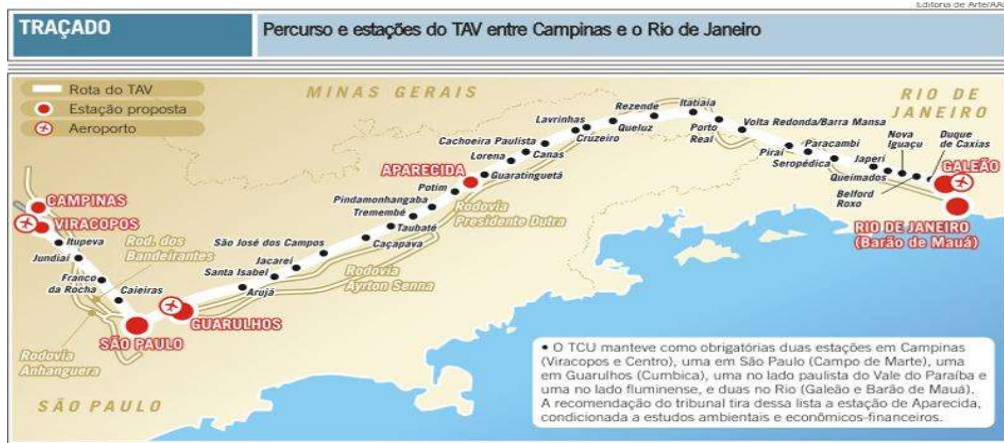 Editoria de Arte/AA
TRAÇADO
Percurso e estações do TAV entre Campinas e o Rio de Janeiro
Rota do TAV
Estação proposta
Aeroporto
MINAS GERAIS
RIO DE
JANEIRO
CAMPINAS
VIRACOPOS
Itupeva
Jundiaí
Franco
da Rocha
Caieiras
Rod. dos
Bandeirantes
Rodovia
Anhanguera
SÃO PAULO
GUARULHOS
Arujá
Santa Isabel
Jacareí
São José dos Campos
Caçapava
Taubaté
Tremembé
Pindamonhangaba
Potim
APARECIDA
Rodovia
Presidente Dutra
Rodovia
Ayrton Senna
Guaratinguetá
Lorena
Canas
Cachoeira Paulista
Cruzeiro
Lavrinhas
Queluz
Rezende
Itatiaia
Porto
Real
Volta Redonda/Barra Mansa
Piraí
Paracambi
Seropédica
Japeri
Queimados
Nova
Iguaçu
Belford
Roxo
Duque
de Caxias
GALEÃO
RIO DE JANEIRO
(Barão de Mauá)
SÃO PAULO
• O TCU manteve como obrigatórias duas estações em Campinas
(Viracopos e Centro), uma em São Paulo (Campo de Marte), uma
em Guarulhos (Cumbica), uma no lado paulista do Vale do Paraíba e
uma no lado fluminense, e duas no Rio (Galeão e Barão de Mauá).
A recomendação do tribunal tira dessa lista a estação de Aparecida,
condicionada a estudos ambientais e econômicos-financeiros.